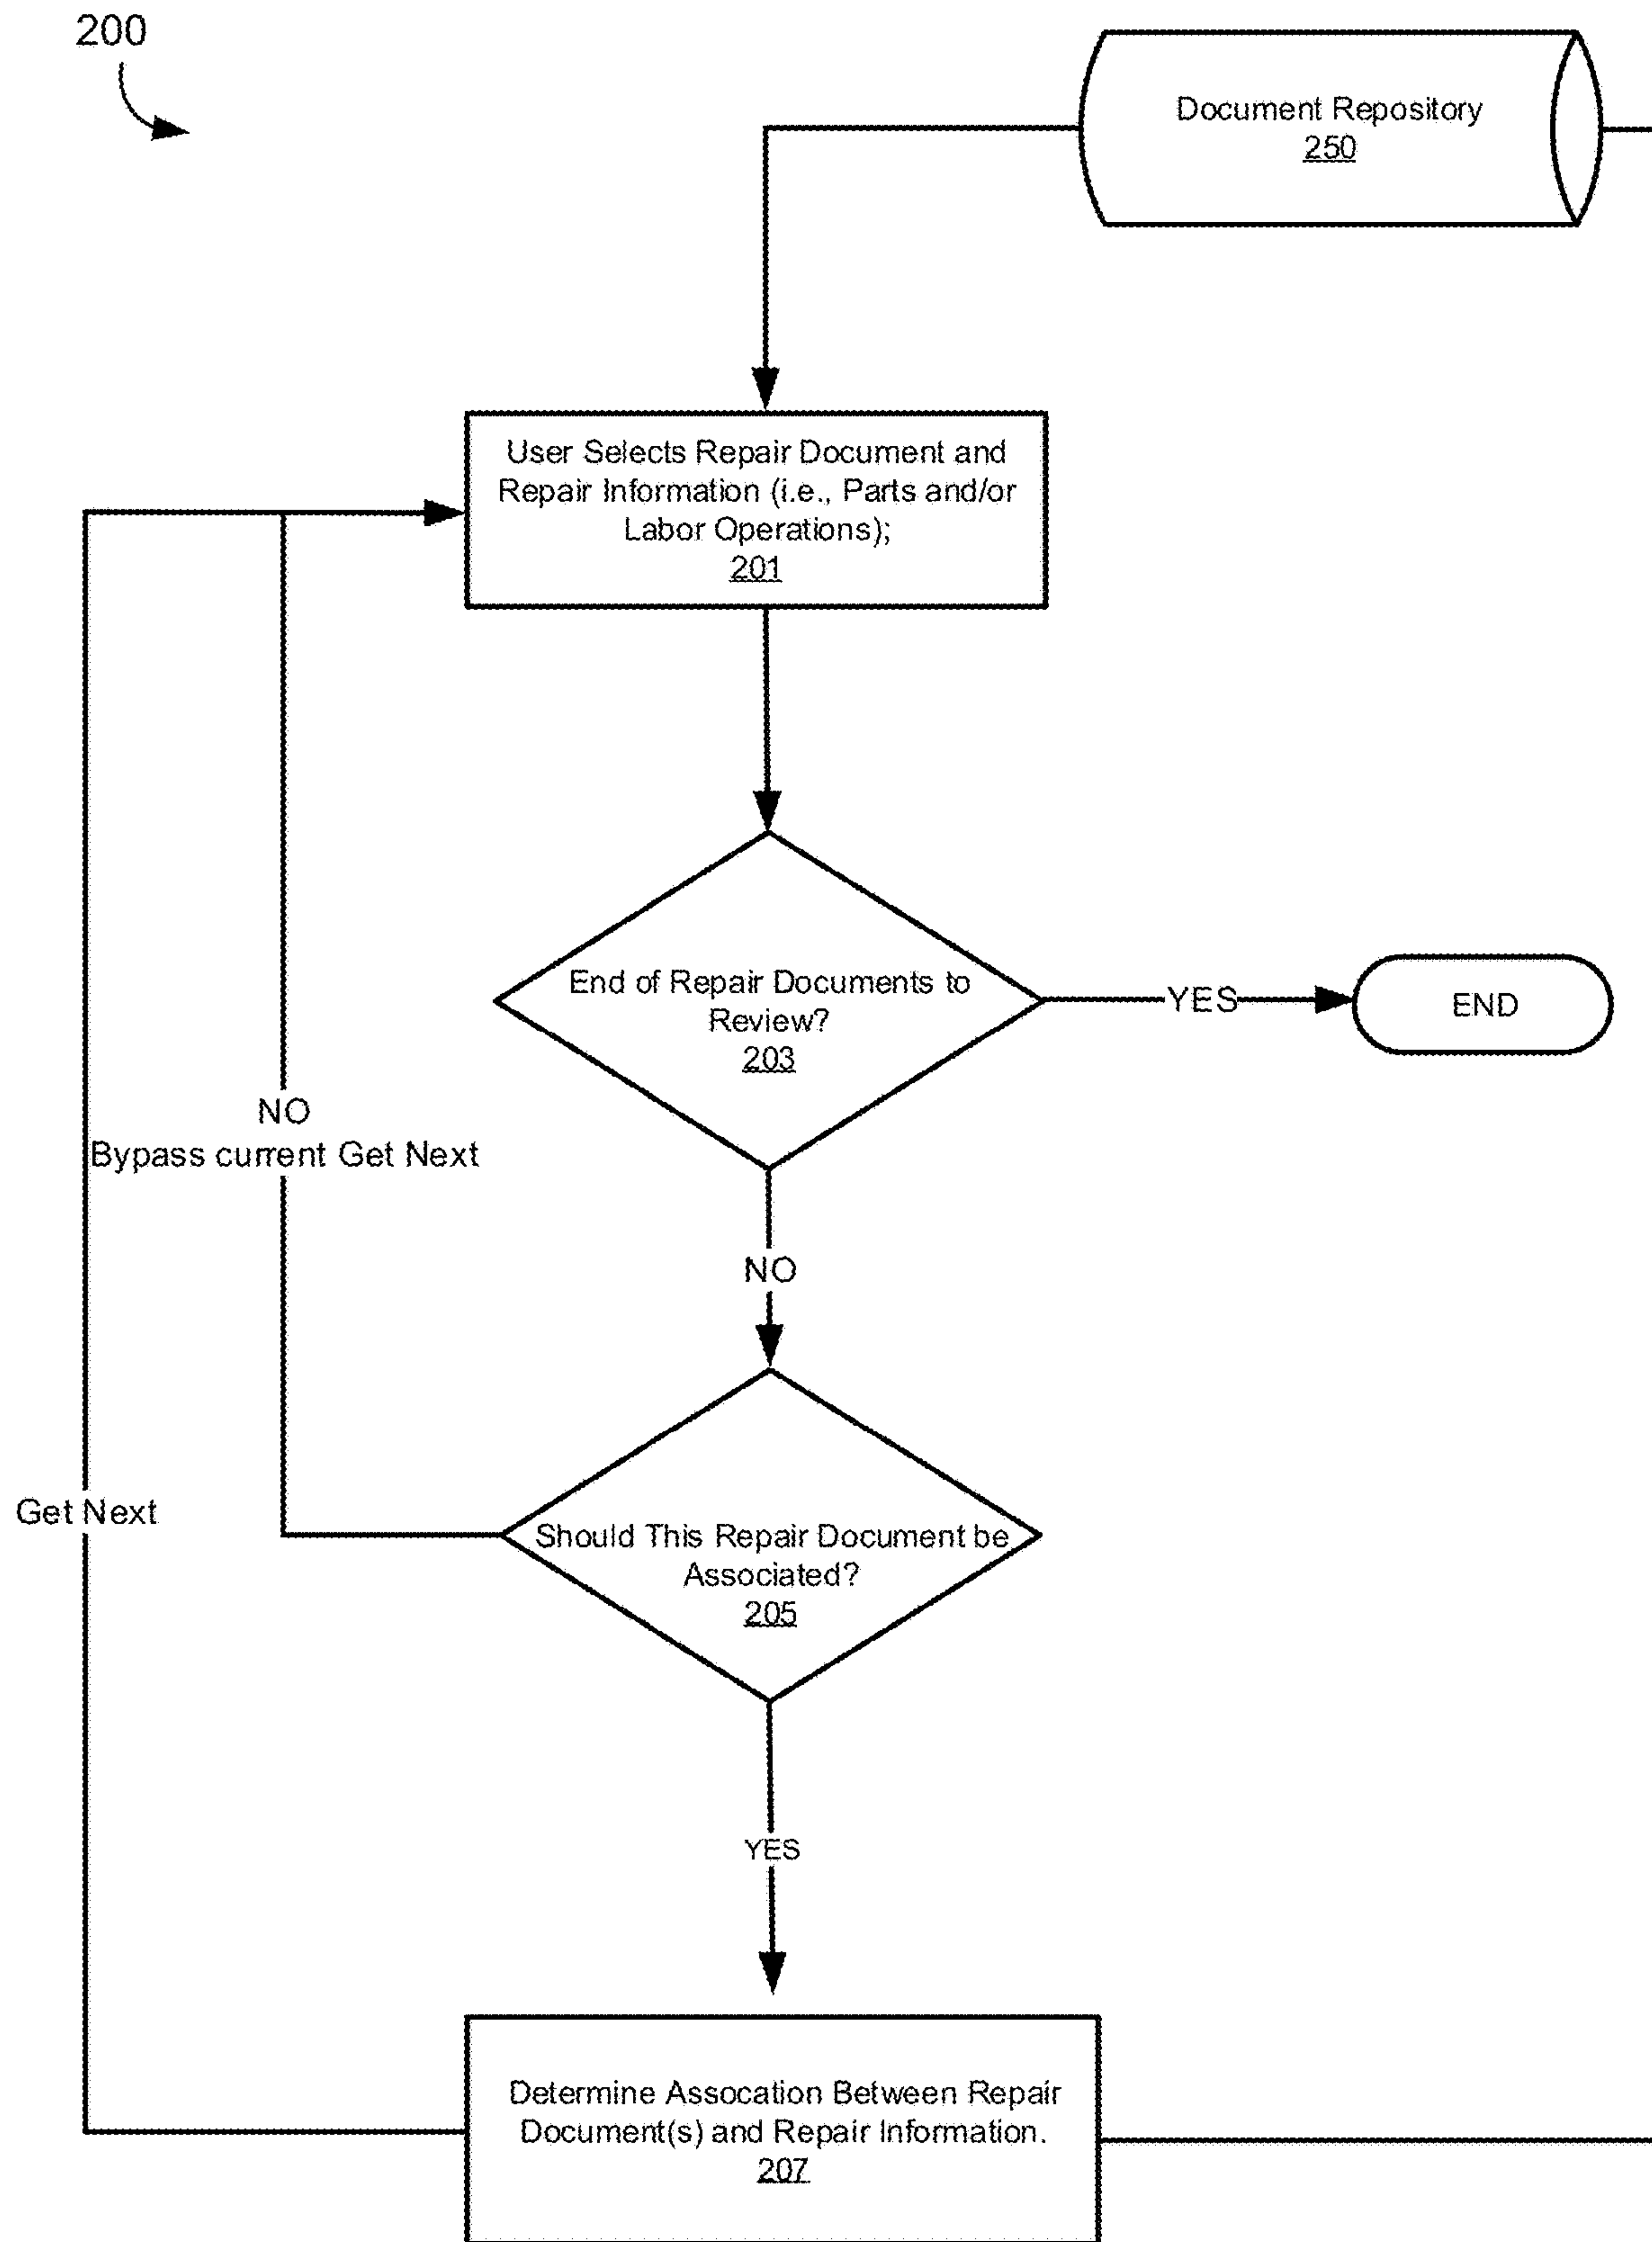 200
Document Repository
250
User Selects Repair Document and
Repair Information (i.e., Parts and/or
Labor Operations);
201
End of Repair Documents to
Review?
203
YES
END
NO
Bypass current Get Next
NO
Get Next
Should This Repair Document be
Associated?
205
YES
Determine Assocation Between Repair
Document(s) and Repair Information.
207